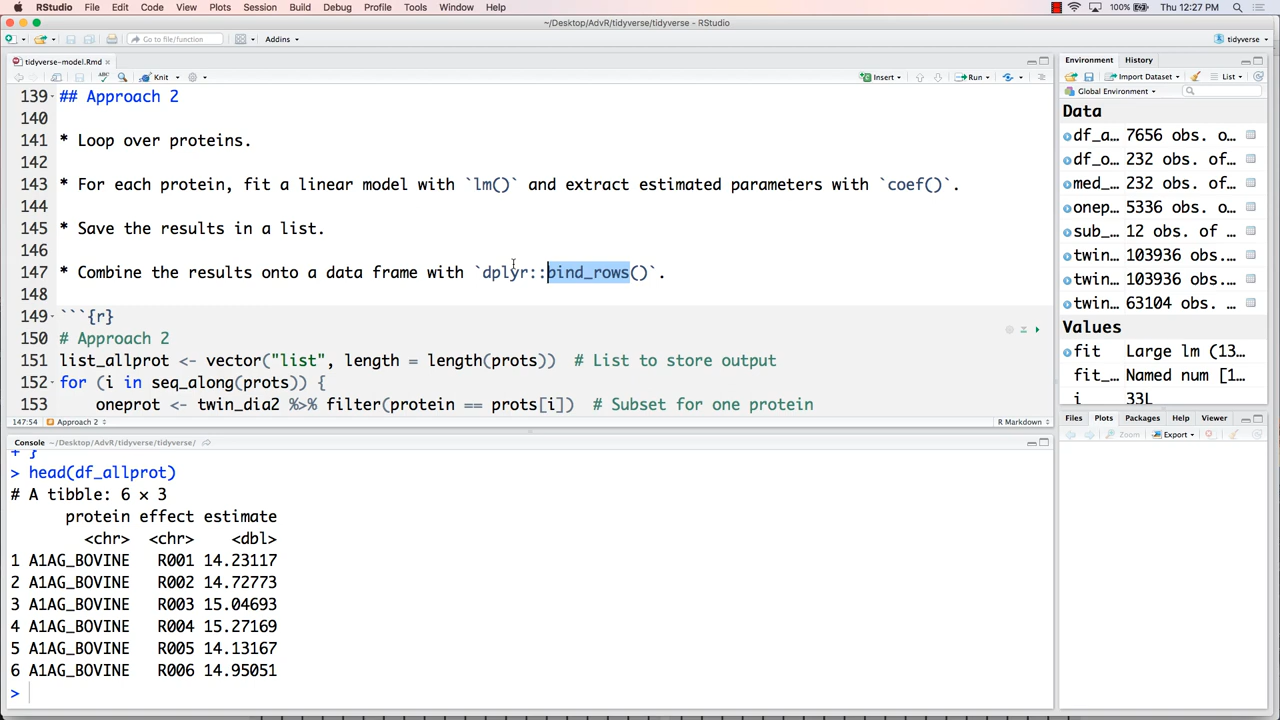 RStudio File Edit Code View Plots Session Build Debug Profile Tools Window Help 100% Thu 12:27 PM
~/Desktop/AdvR/tidyverse/tidyverse - RStudio
Go to file/function Addins tidyverse
tidyverse-model.Rmd
Knit Insert Run
139 ## Approach 2
140
141 * Loop over proteins.
142
143 * For each protein, fit a linear model with `lm()` and extract estimated parameters with `coef()`.
144
145 * Save the results in a list.
146
147 * Combine the results onto a data frame with `dplyr::bind_rows()`.
148
149 ```{r}
150 # Approach 2
151 list_allprot <- vector("list", length = length(prots)) # List to store output
152 for (i in seq_along(prots)) {
153 oneprot <- twin_dia2 %>% filter(protein == prots[i]) # Subset for one protein
147:54 Approach 2 R Markdown
Console ~/Desktop/AdvR/tidyverse/tidyverse/
+ }
> head(df_allprot)
# A tibble: 6 × 3
protein effect estimate
<chr> <chr> <dbl>
1 A1AG_BOVINE R001 14.23117
2 A1AG_BOVINE R002 14.72773
3 A1AG_BOVINE R003 15.04693
4 A1AG_BOVINE R004 15.27169
5 A1AG_BOVINE R005 14.13167
6 A1AG_BOVINE R006 14.95051
>
Environment History
Import Dataset List
Global Environment
Data
df_a… 7656 obs. o…
df_o… 232 obs. of…
med_… 232 obs. of…
onep… 5336 obs. o…
sub_… 12 obs. of …
twin… 103936 obs.…
twin… 103936 obs.…
twin… 63104 obs. …
Values
fit Large lm (13…
fit_… Named num [1…
i 33L
Files Plots Packages Help Viewer
Zoom Export